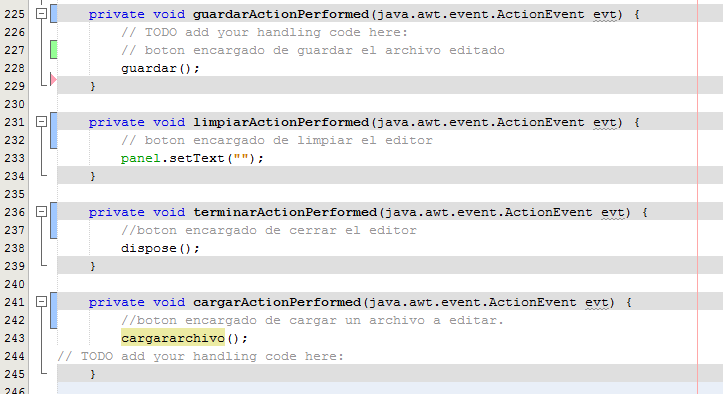 225 private void guardarActionPerformed(java.awt.event.ActionEvent evt) {
226 // TODO add your handling code here:
227 // boton encargado de guardar el archivo editado
228 guardar();
229 }
230
231 private void limpiarActionPerformed(java.awt.event.ActionEvent evt) {
232 // boton encargado de limpiar el editor
233 panel.setText("");
234 }
235
236 private void terminarActionPerformed(java.awt.event.ActionEvent evt) {
237 //boton encargado de cerrar el editor
238 dispose();
239 }
240
241 private void cargarActionPerformed(java.awt.event.ActionEvent evt) {
242 //boton encargado de cargar un archivo a editar.
243 cargararchivo();
244 // TODO add your handling code here:
245 }
246